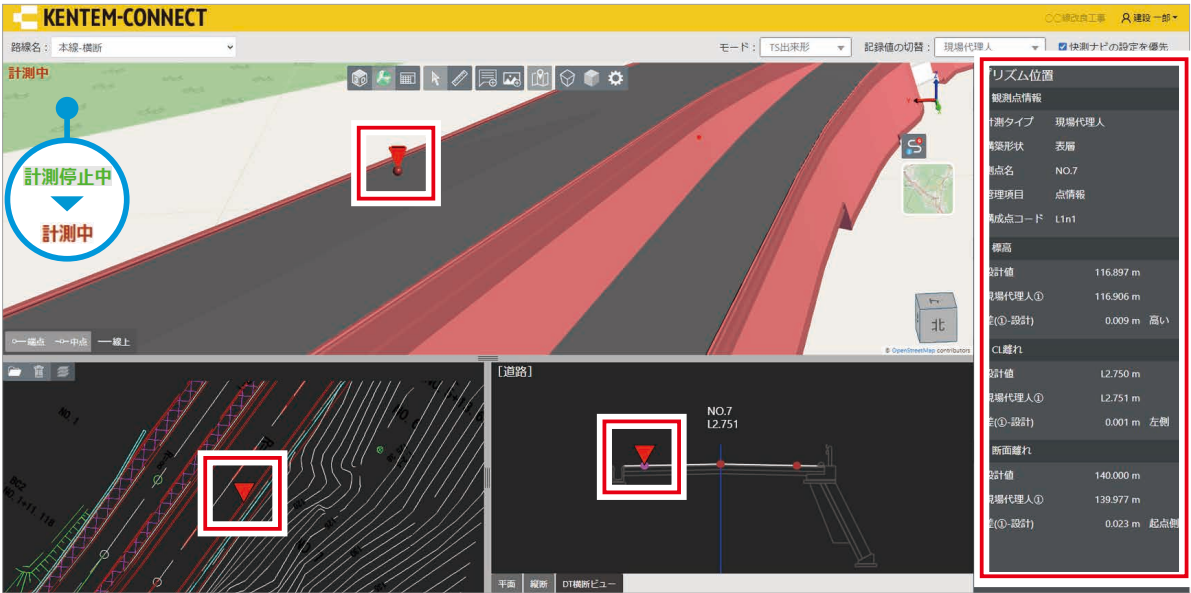 KENTEM-CONNECT
〇〇線改良工事 建設 一郎
路線名： 本線-横断
モード： TS出来形 記録値の切替： 現場代理人 快測ナビの設定を優先
計測中
計測停止中
計測中
端点 中点 線上
北
© OpenStreetMap contributors
リズム位置
観測点情報
計測タイプ 現場代理人
構築形状 表層
測点名 NO.7
管理項目 点情報
構成点コード L1n1
標高
設計値 116.897 m
現場代理人① 116.906 m
差(①-設計) 0.009 m 高い
CL離れ
設計値 L2.750 m
現場代理人① L2.751 m
差(①-設計) 0.001 m 左側
断面離れ
設計値 140.000 m
現場代理人① 139.977 m
差(①-設計) 0.023 m 起点側
NO.1
BC2
NO.1+11.118
NO.6
[道路]
NO.7
L2.751
平面 縦断 DT横断ビュー